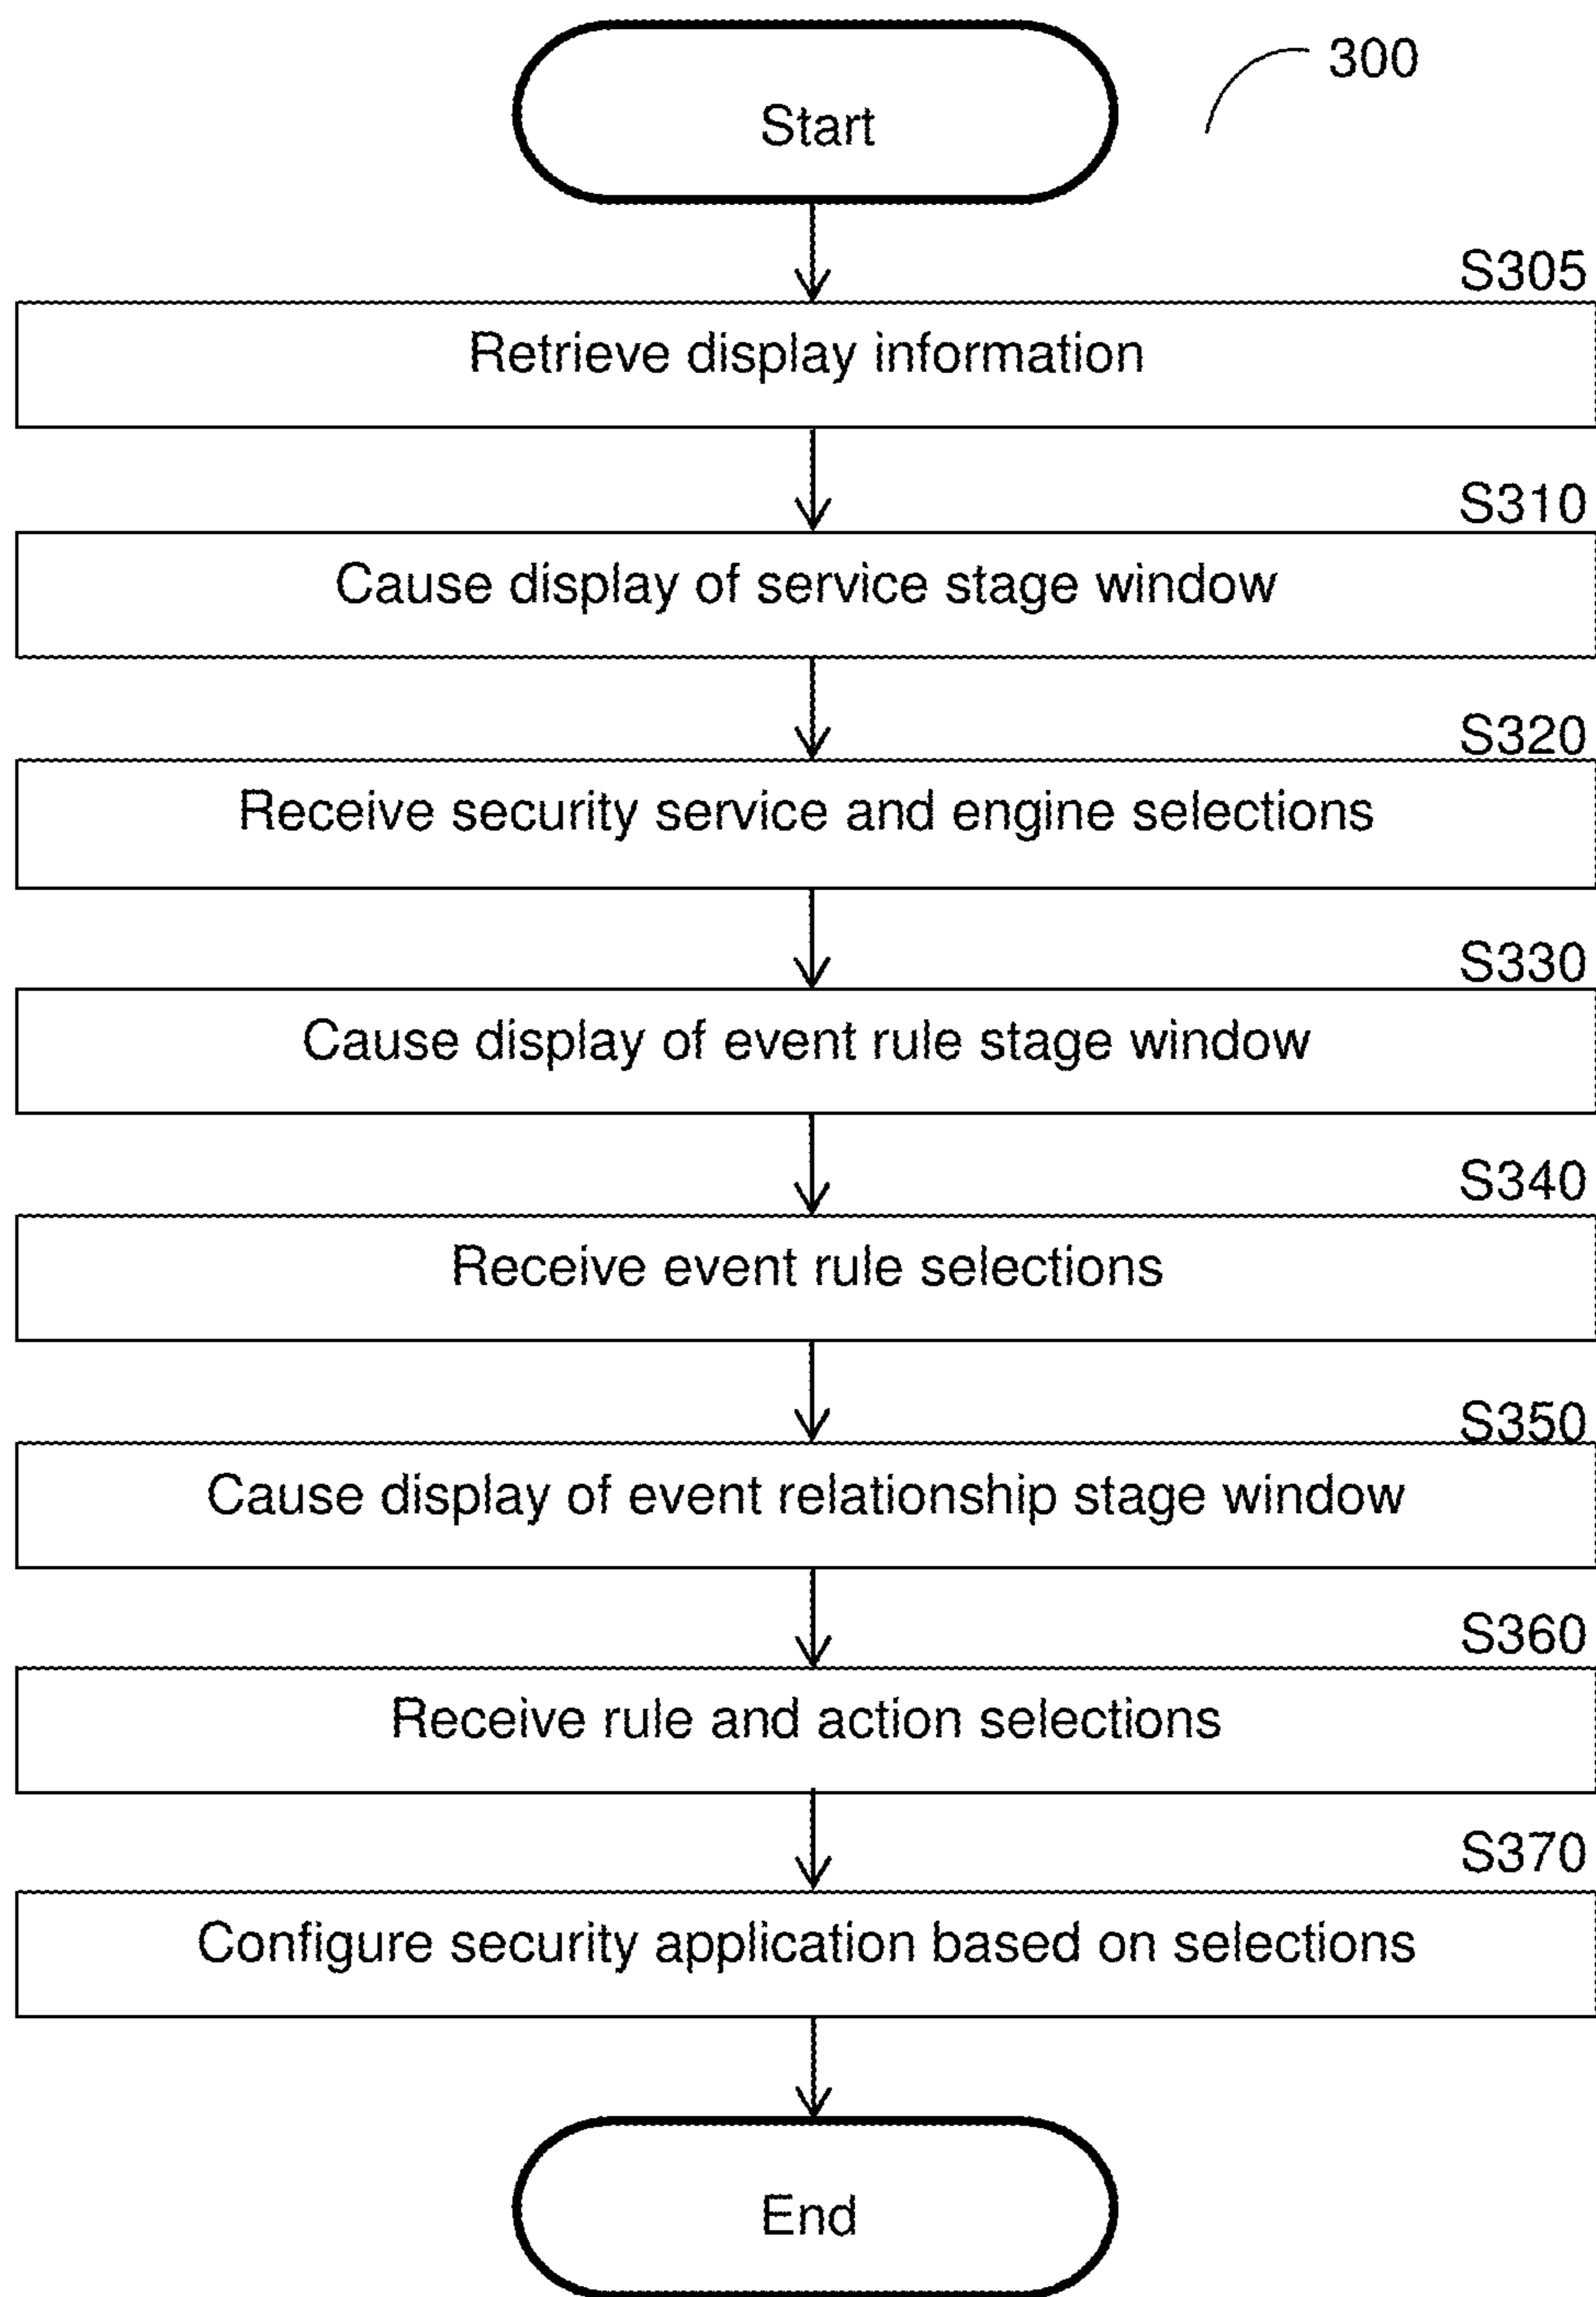 300
Start
S305
Retrieve display information
S310
Cause display of service stage window
S320
Receive security service and engine selections
S330
Cause display of event rule stage window
S340
Receive event rule selections
S350
Cause display of event relationship stage window
S360
Receive rule and action selections
S370
Configure security application based on selections
End